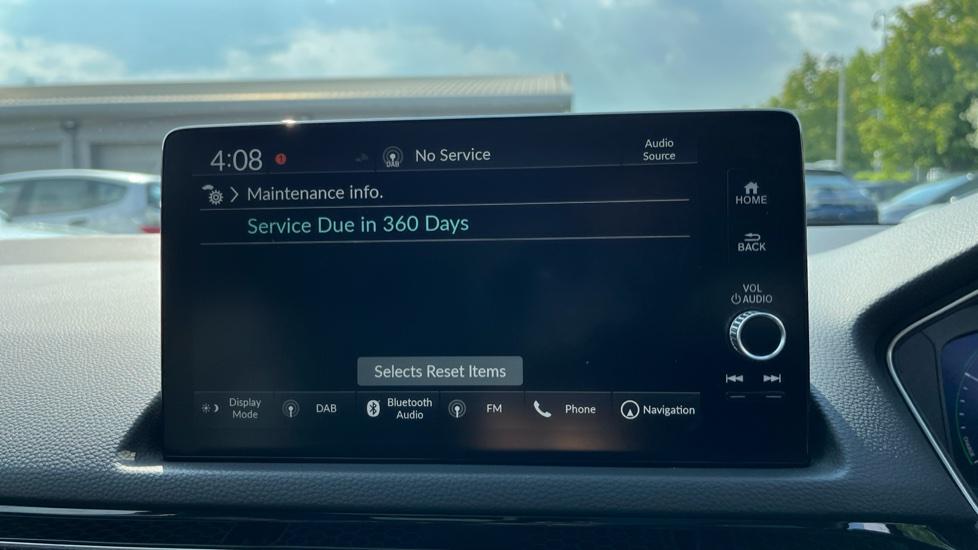 4:08
1
DAB
No Service
Audio
Source
Maintenance info.
Service Due in 360 Days
HOME
BACK
VOL
AUDIO
Selects Reset Items
Display
Mode
DAB
Bluetooth
Audio
FM
Phone
Navigation